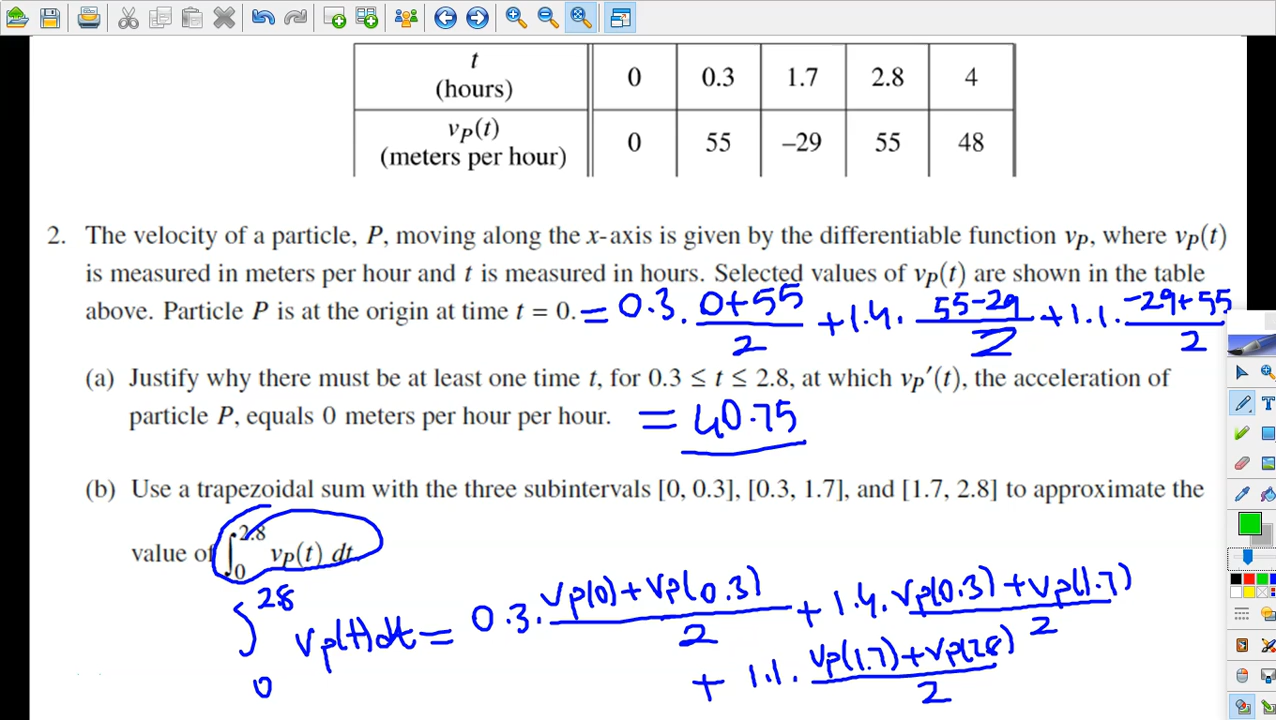 t
(hours)
0 0.3 1.7 2.8 4
vP(t)
(meters per hour)
0 55 –29 55 48
2. The velocity of a particle, P, moving along the x-axis is given by the differentiable function vP, where vP(t)
is measured in meters per hour and t is measured in hours. Selected values of vP(t) are shown in the table
above. Particle P is at the origin at time t = 0.
= 0.3. (0+55)/2 + 1.4. (55-29)/2 + 1.1. (-29+55)/2
(a) Justify why there must be at least one time t, for 0.3 ≤ t ≤ 2.8, at which vP′(t), the acceleration of
particle P, equals 0 meters per hour per hour.
= 40.75
(b) Use a trapezoidal sum with the three subintervals [0, 0.3], [0.3, 1.7], and [1.7, 2.8] to approximate the
value of ∫₀^2.8 vP(t) dt
∫₀^28 vp(t)dt = 0.3. (vp(0)+vp(0.3))/2 + 1.4. (vp(0.3)+vp(1.7))/2
+ 1.1. (vp(1.7)+vp(28))/2